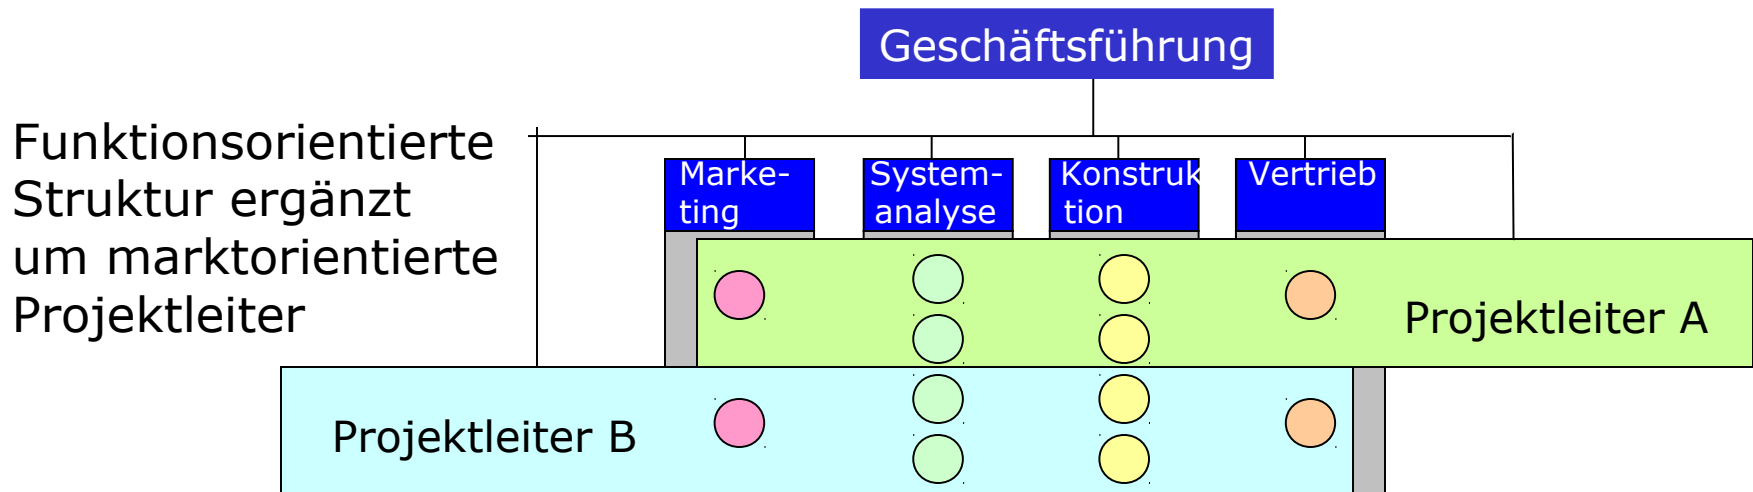 Geschäftsführung
Funktionsorientierte
Struktur ergänzt
um marktorientierte
Projektleiter
Marke-
ting
System-
analyse
Konstruk
tion
Vertrieb
Projektleiter A
Projektleiter B